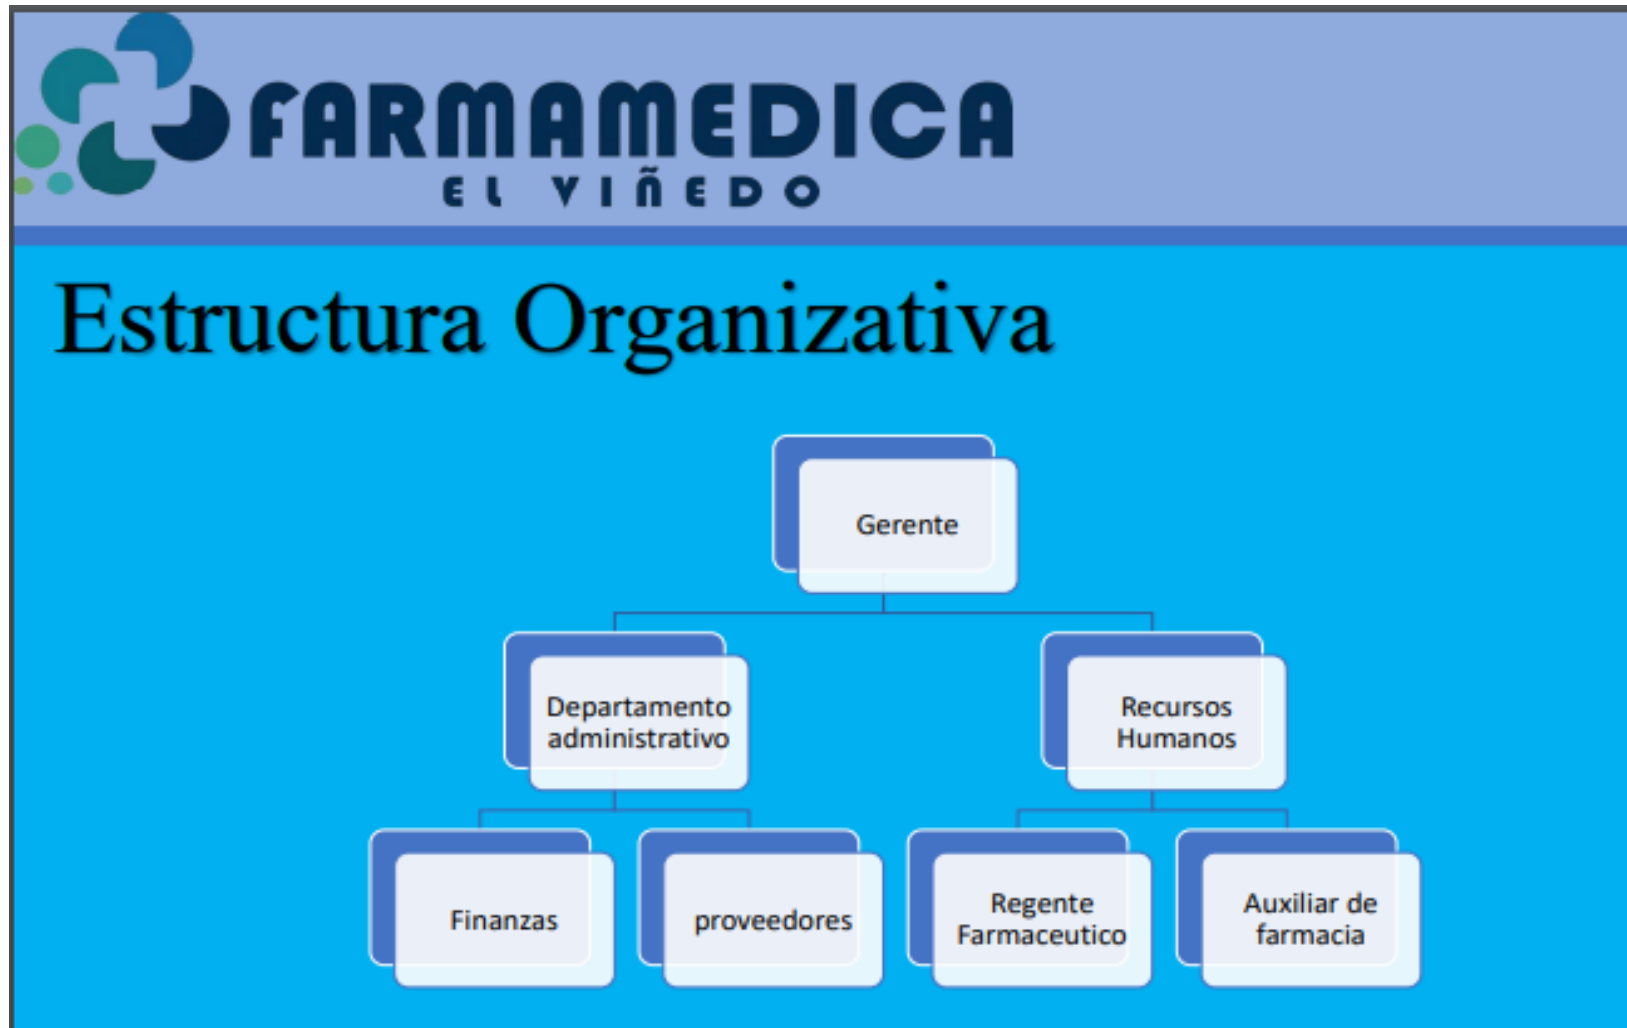 FARMAMEDICA
EL VIÑEDO
Estructura Organizativa
Gerente
Departamento
administrativo
Recursos
Humanos
Finanzas
proveedores
Regente
Farmaceutico
Auxiliar de
farmacia